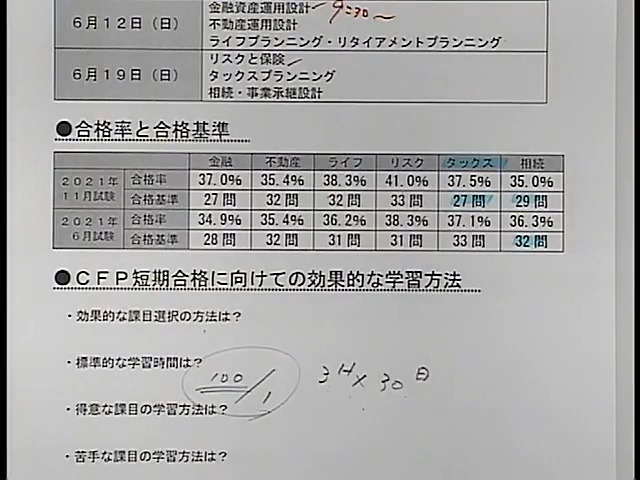 金融資産運用設計 9:30〜
6月12日（日） 不動産運用設計
ライフプランニング・リタイアメントプランニング
リスクと保険
6月19日（日） タックスプランニング
相続・事業承継設計
●合格率と合格基準
金融 不動産 ライフ リスク タックス 相続
2021年 11月試験 合格率 37.0% 35.4% 38.3% 41.0% 37.5% 35.0%
合格基準 27問 32問 32問 33問 27問 29問
2021年 6月試験 合格率 34.9% 35.4% 36.2% 38.3% 37.1% 36.3%
合格基準 28問 32問 31問 31問 33問 32問
●CFP短期合格に向けての効果的な学習方法
・効果的な課目選択の方法は？
・標準的な学習時間は？
100/1 3H×30日
・得意な課目の学習方法は？
・苦手な課目の学習方法は？